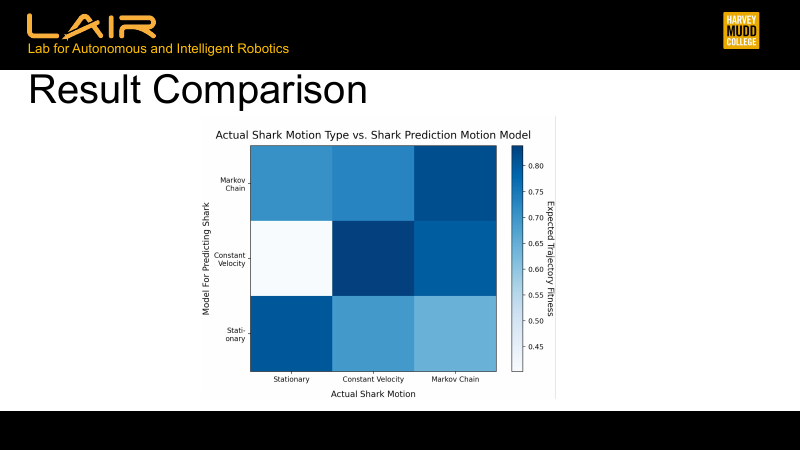 LAIR
Lab for Autonomous and Intelligent Robotics
HARVEY
MUDD
COLLEGE
Result Comparison
Actual Shark Motion Type vs. Shark Prediction Motion Model
Model For Predicting Shark
Markov
Chain
Constant
Velocity
Stati-
onary
Stationary
Constant Velocity
Markov Chain
Actual Shark Motion
0.80
0.75
0.70
0.65
0.60
0.55
0.50
0.45
Expected Trajectory Fitness